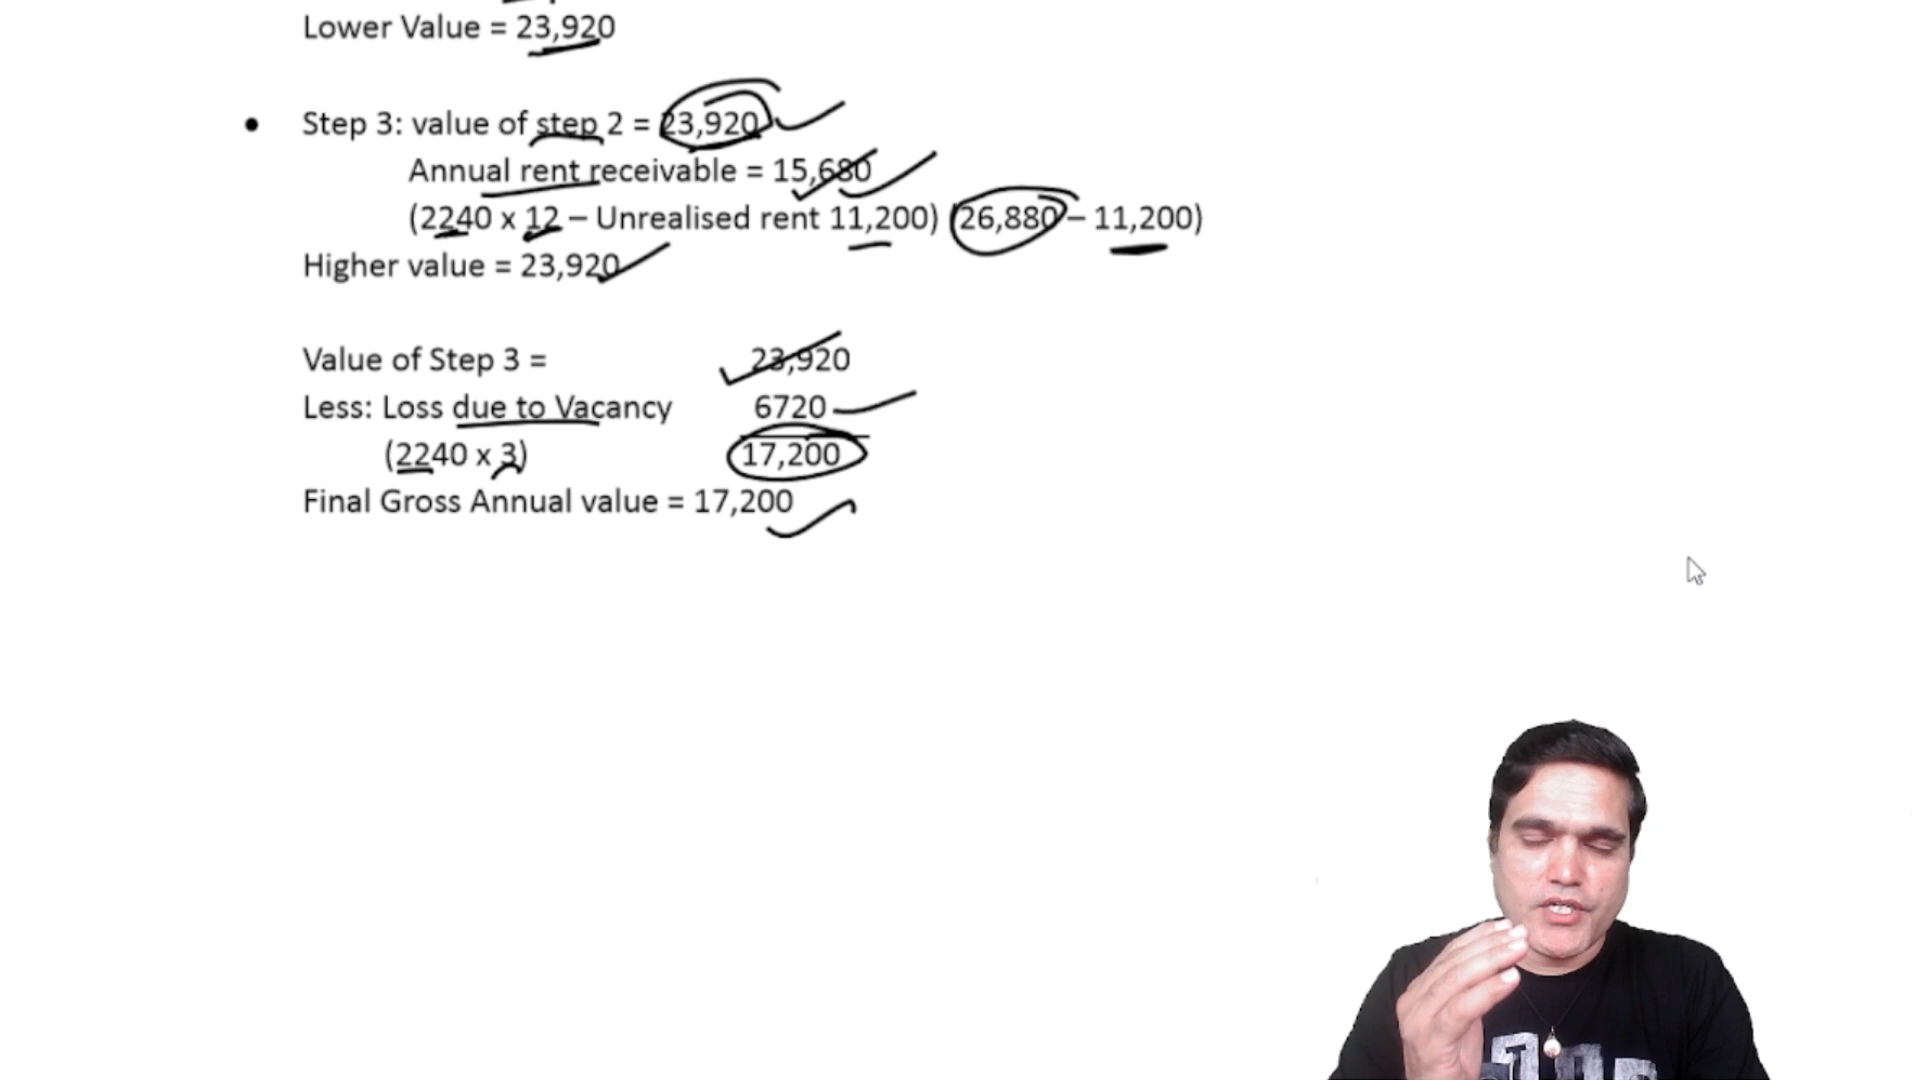 Lower Value = 23,920
• Step 3: value of step 2 = 23,920
Annual rent receivable = 15,680
(2240 x 12 – Unrealised rent 11,200) (26,880 – 11,200)
Higher value = 23,920
Value of Step 3 = 23,920
Less: Loss due to Vacancy 6720
(2240 x 3) 17,200
Final Gross Annual value = 17,200